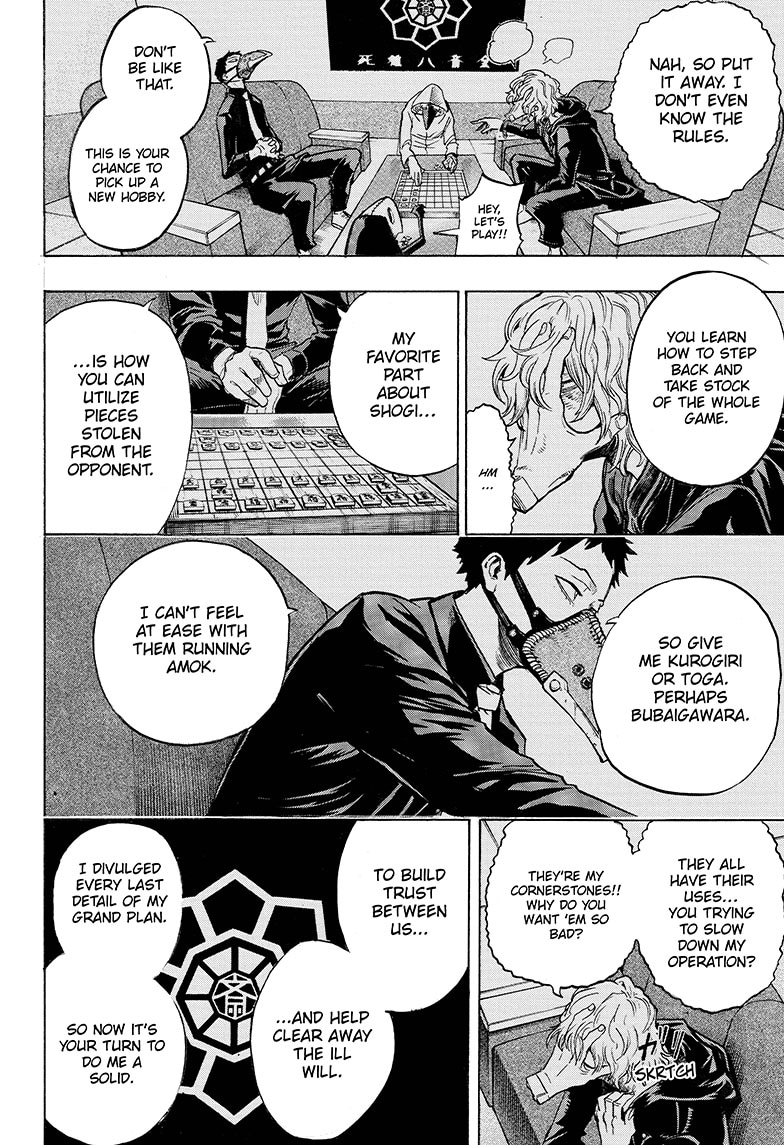 NAH, SO PUT
IT AWAY. I
DON'T EVEN
KNOW THE
RULES.
HEY,
LET'S
PLAY!!
DON'T
BE LIKE
THAT.
THIS IS YOUR
CHANCE TO
PICK UP A
NEW HOBBY.
YOU LEARN
HOW TO STEP
BACK AND
TAKE STOCK
OF THE WHOLE
GAME.
HM
...
MY
FAVORITE
PART
ABOUT
SHOGI...
...IS HOW
YOU CAN
UTILIZE
PIECES
STOLEN
FROM THE
OPPONENT.
SO GIVE
ME KUROGIRI
OR TOGA.
PERHAPS
BUBAIGAWARA.
I CAN'T FEEL
AT EASE WITH
THEM RUNNING
AMOK.
THEY ALL
HAVE THEIR
USES...
YOU TRYING
TO SLOW
DOWN MY
OPERATION?
THEY'RE MY
CORNERSTONES!!
WHY DO YOU
WANT 'EM SO
BAD?
SKRTCH
TO BUILD
TRUST
BETWEEN
US...
...AND HELP
CLEAR AWAY
THE ILL
WILL.
I DIVULGED
EVERY LAST
DETAIL OF MY
GRAND PLAN.
SO NOW IT'S
YOUR TURN TO
DO ME A
SOLID.